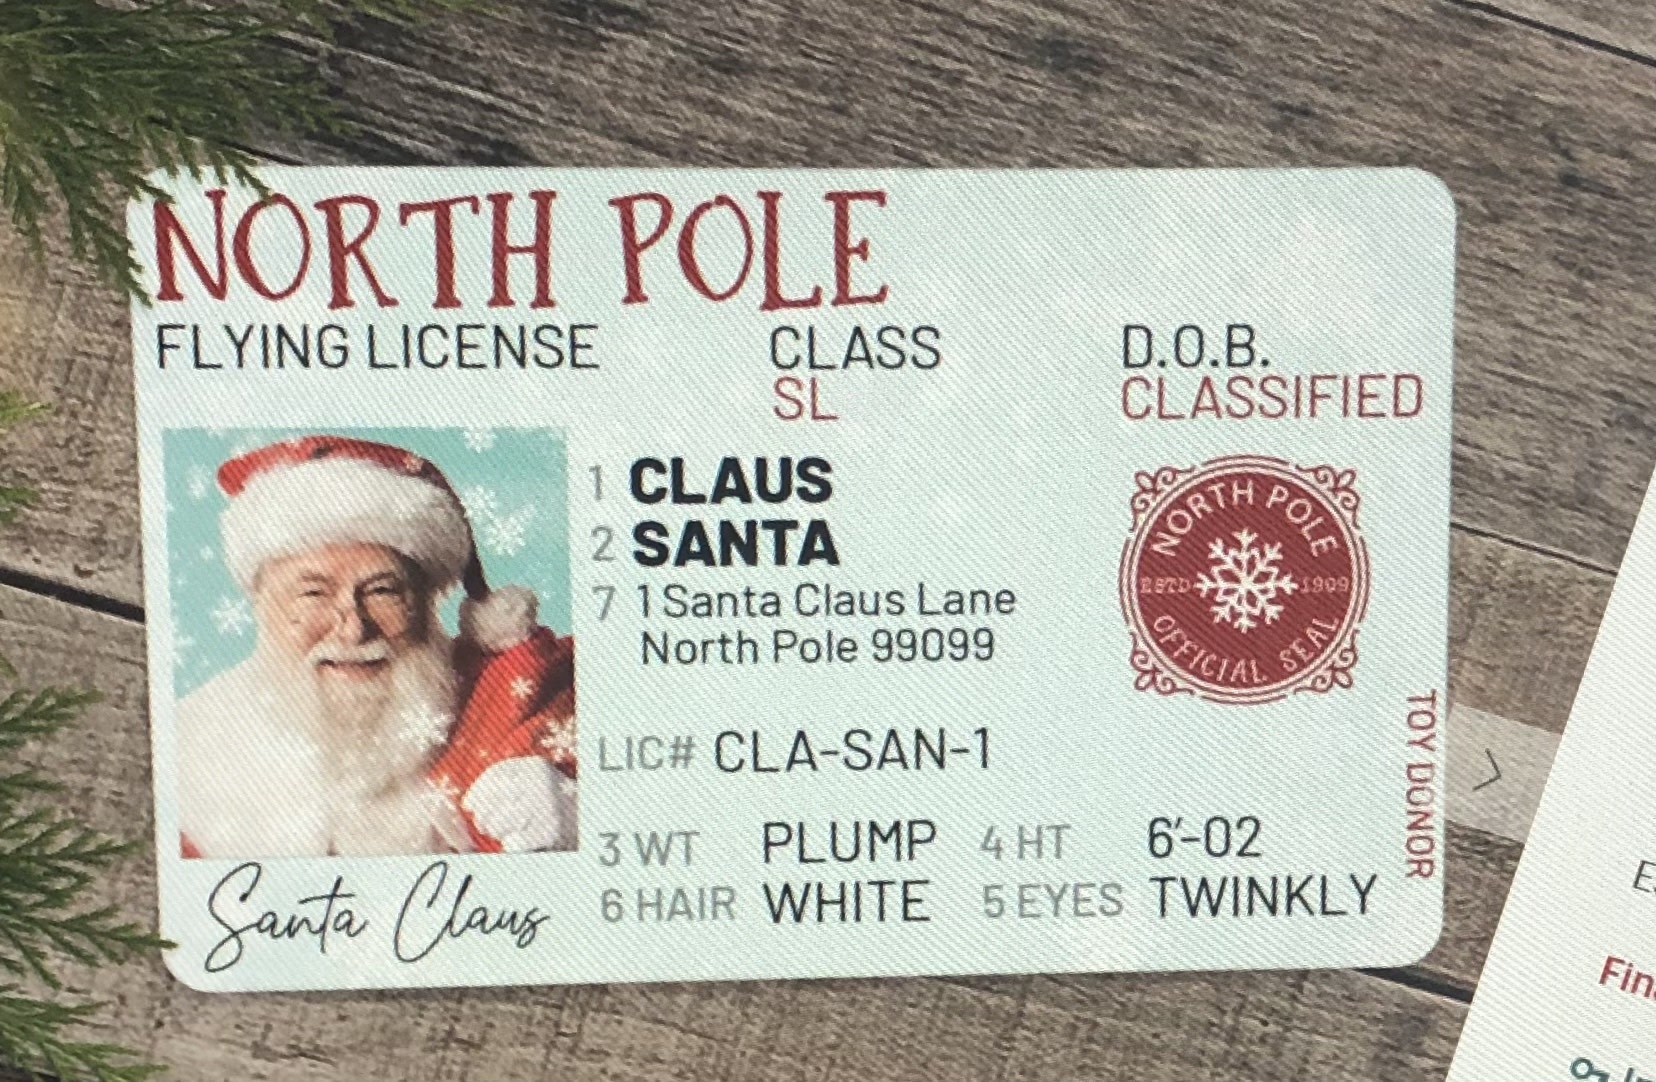 NORTH POLE
FLYING LICENSE
CLASS
SL
D.O.B.
CLASSIFIED
1 CLAUS
2 SANTA
7 1 Santa Claus Lane
North Pole 99099
NORTH POLE
ESTD 1909
OFFICIAL SEAL
LIC# CLA-SAN-1
3 WT PLUMP 4 HT 6'-02
6 HAIR WHITE 5 EYES TWINKLY
TOY DONOR
Santa Claus